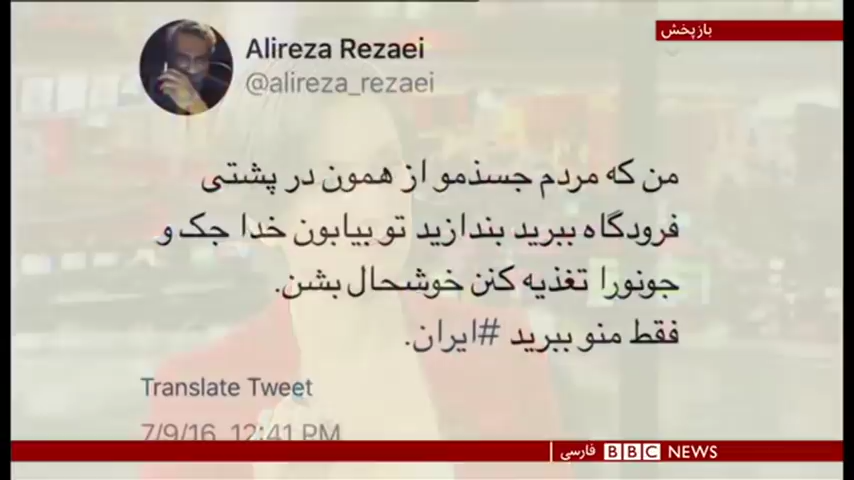 بازپخش
Alireza Rezaei
@alireza_rezaei
من که مردم جسذمو از همون در پشتی
فرودگاه ببرید بندازید تو بیابون خدا جک و
جونورا تغذیه کنن خوشحال بشن.
فقط منو ببرید #ایران.
Translate Tweet
7/9/16 12:41 PM
BBC NEWS فارسی